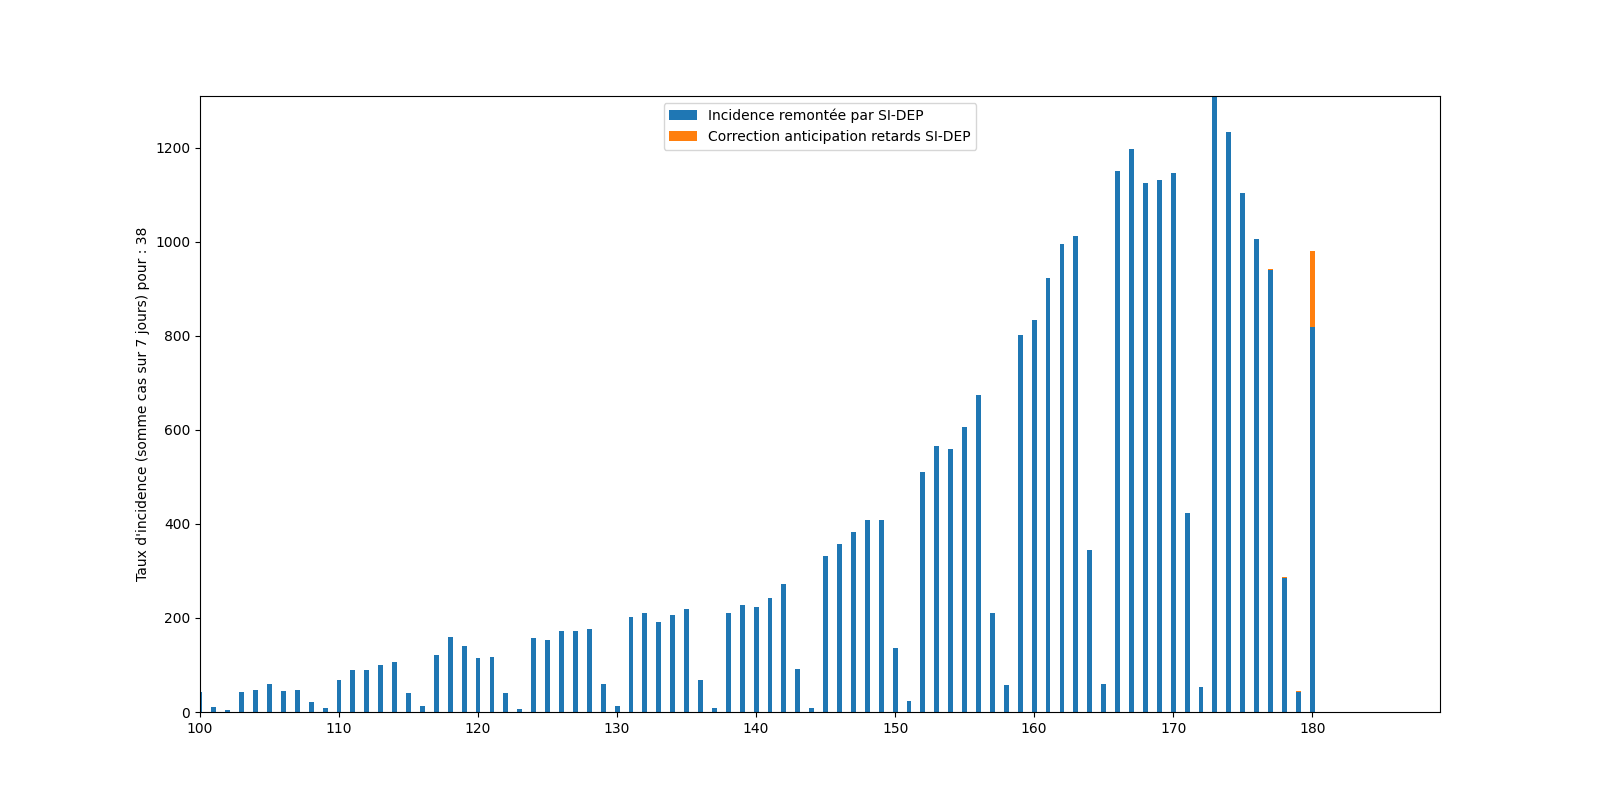 Incidence remontée par SI-DEP
Correction anticipation retards SI-DEP
Taux d'incidence (somme cas sur 7 jours) pour : 38
1200
1000
800
600
400
200
0
100 110 120 130 140 150 160 170 180